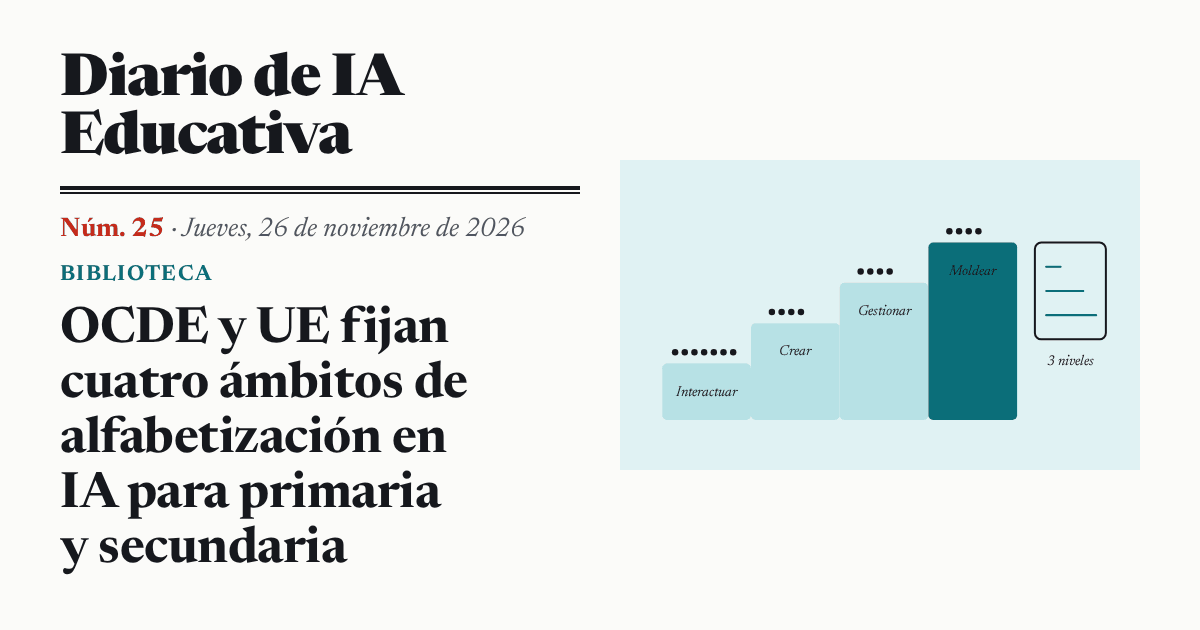 Diario de IA
Educativa
Núm. 25 · Jueves, 26 de noviembre de 2026
BIBLIOTECA
OCDE y UE fijan
cuatro ámbitos de
alfabetización en
IA para primaria
y secundaria
Interactuar
Crear
Gestionar
Moldear
3 niveles